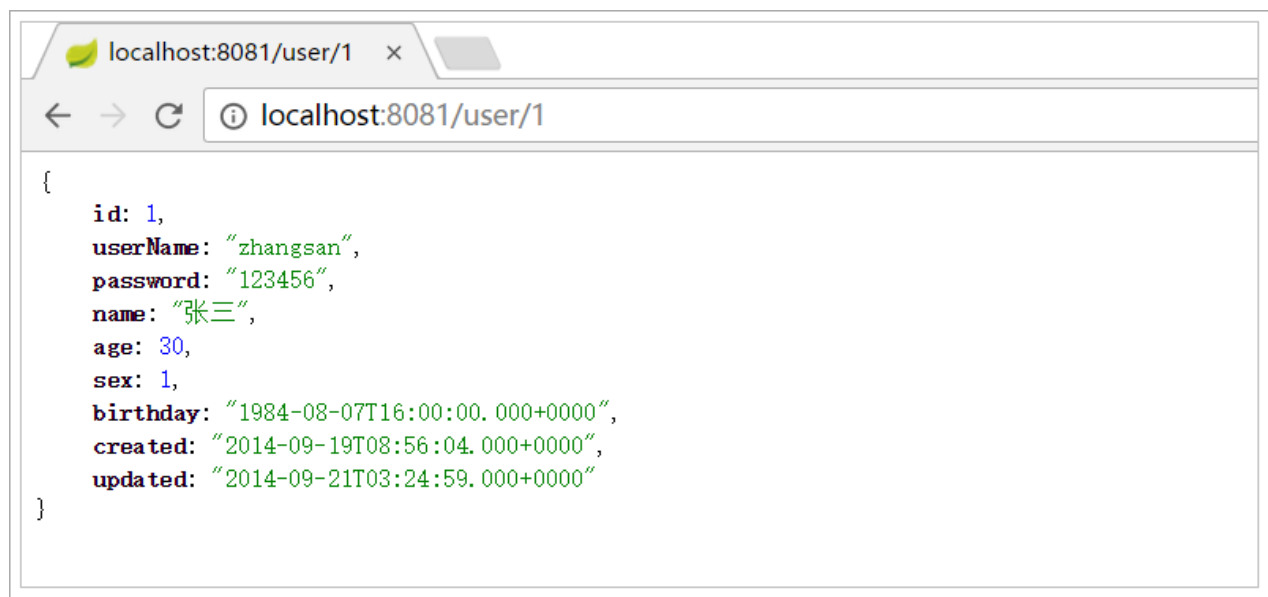 localhost:8081/user/1 ×
localhost:8081/user/1
{
id: 1,
userName: "zhangsan",
password: "123456",
name: "张三",
age: 30,
sex: 1,
birthday: "1984-08-07T16:00:00.000+0000",
created: "2014-09-19T08:56:04.000+0000",
updated: "2014-09-21T03:24:59.000+0000"
}